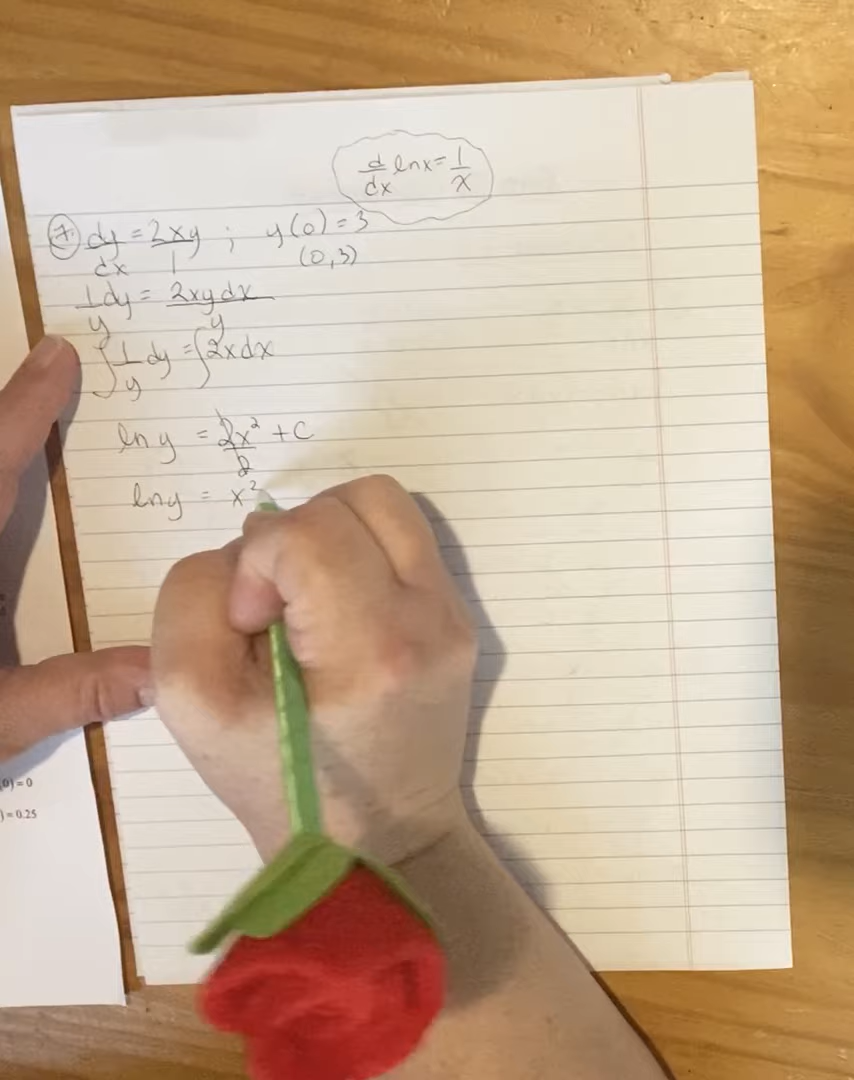 d/dx ln x = 1/x
7. dy/dx = 2xy/1 ; y(0) = 3
(0,3)
1/y dy = 2xy dx/y
∫ 1/y dy = ∫ 2x dx
ln y = 2x²/2 + C
ln y = x²
0) = 0
) = 0.25